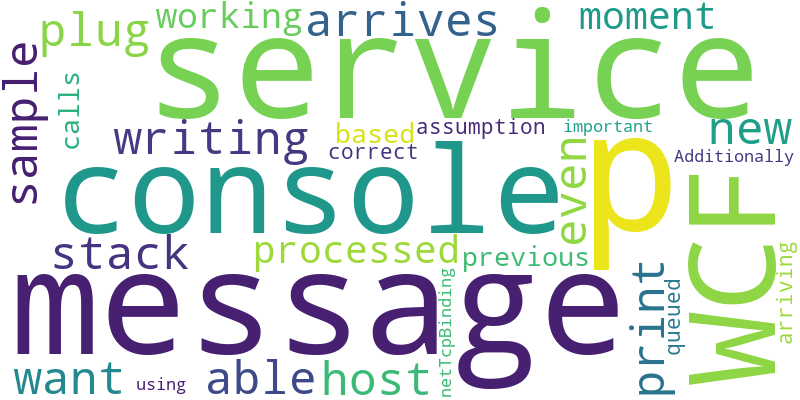 plug
working
arrives
moment
service
sample
calls
writing
based
assumption
important
new
correct
Additionally
console
even
p
WCF
stack
processed
previous
message
netTcpBinding
print
queued
arriving
want
using
able
host